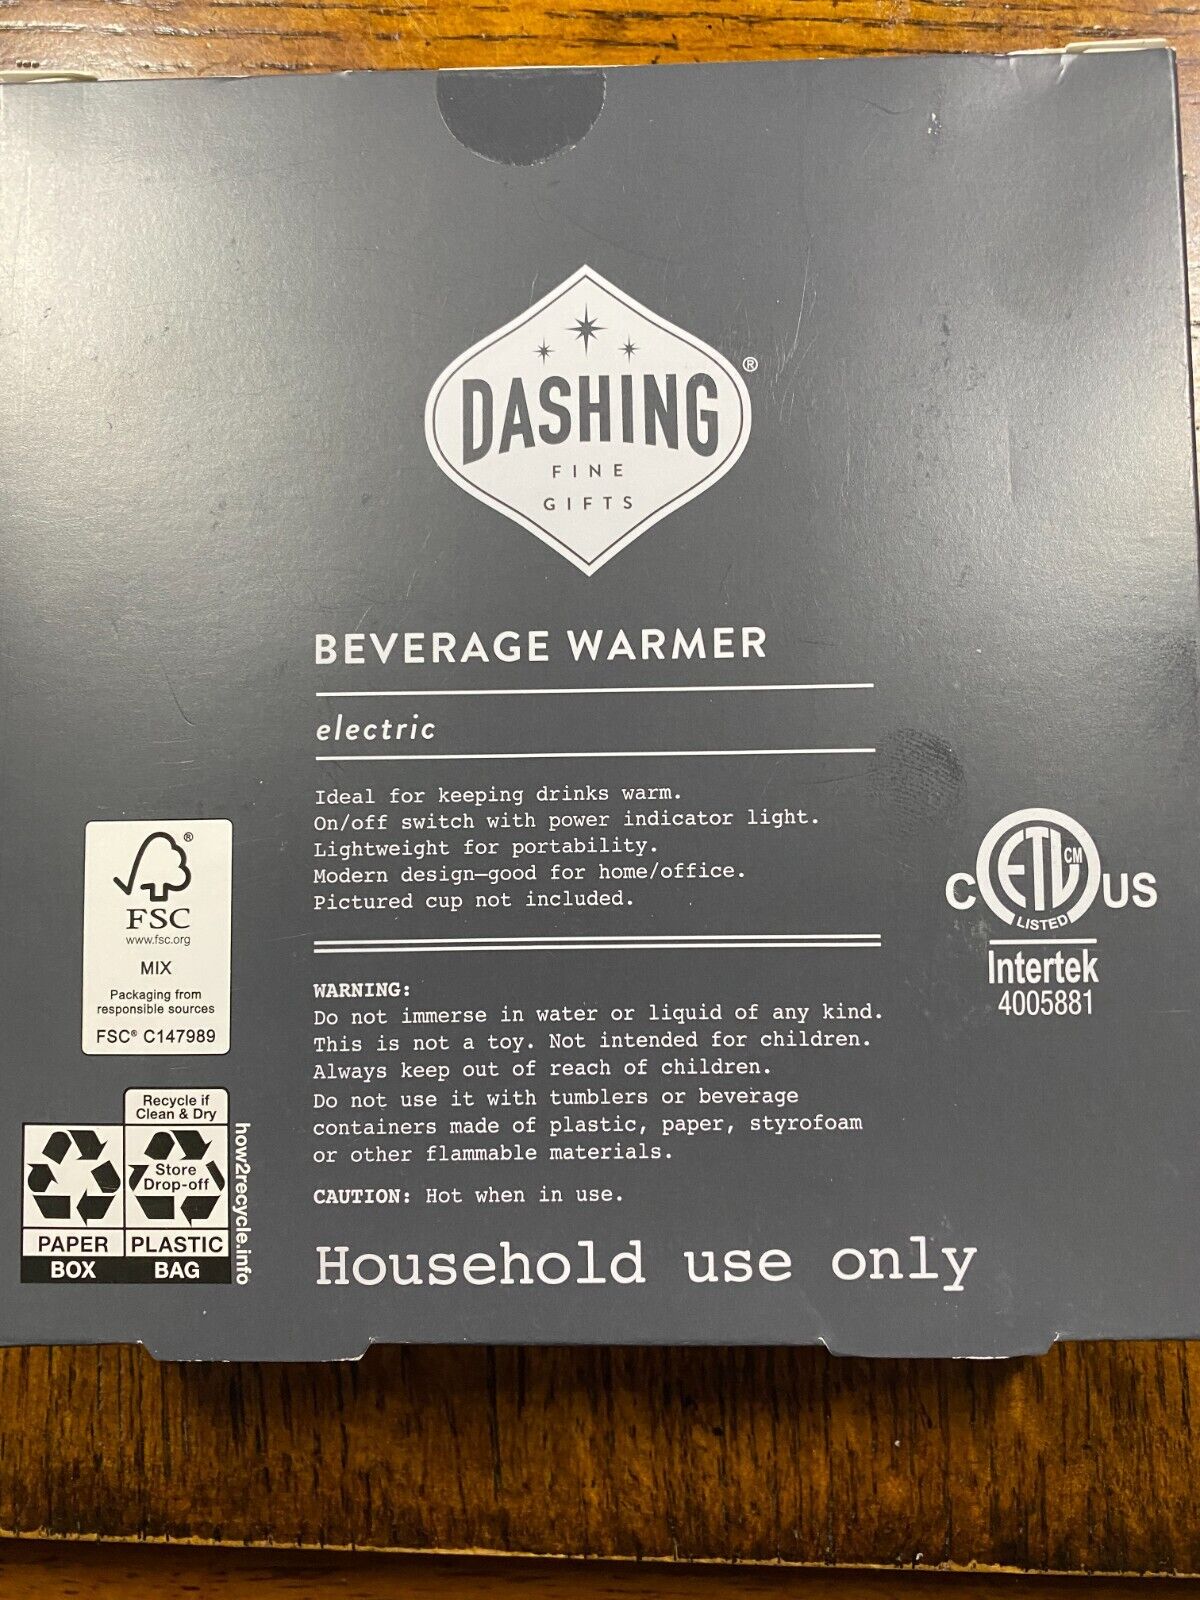 DASHING®
FINE
GIFTS
BEVERAGE WARMER
electric
Ideal for keeping drinks warm.
On/off switch with power indicator light.
Lightweight for portability.
Modern design—good for home/office.
Pictured cup not included.
WARNING:
Do not immerse in water or liquid of any kind.
This is not a toy. Not intended for children.
Always keep out of reach of children.
Do not use it with tumblers or beverage
containers made of plastic, paper, styrofoam
or other flammable materials.
CAUTION: Hot when in use.
Household use only
®
FSC
www.fsc.org
MIX
Packaging from
responsible sources
FSC® C147989
Recycle if
Clean & Dry
Store
Drop-off
PAPER
BOX
PLASTIC
BAG
how2recycle.info
C ETL CM US
LISTED
Intertek
4005881